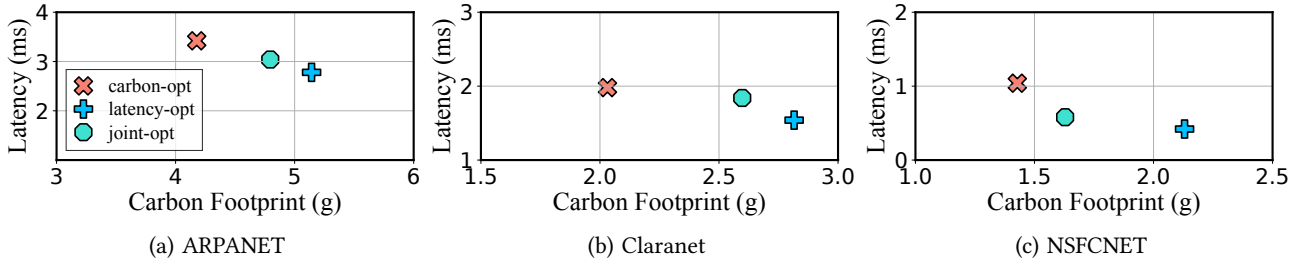 4
3
2
Latency (ms)
carbon-opt
latency-opt
joint-opt
3
4
5
6
Carbon Footprint (g)
(a) ARPANET
3
2
1
Latency (ms)
1.5
2.0
2.5
3.0
Carbon Footprint (g)
(b) Claranet
2
1
0
Latency (ms)
1.0
1.5
2.0
2.5
Carbon Footprint (g)
(c) NSFCNET